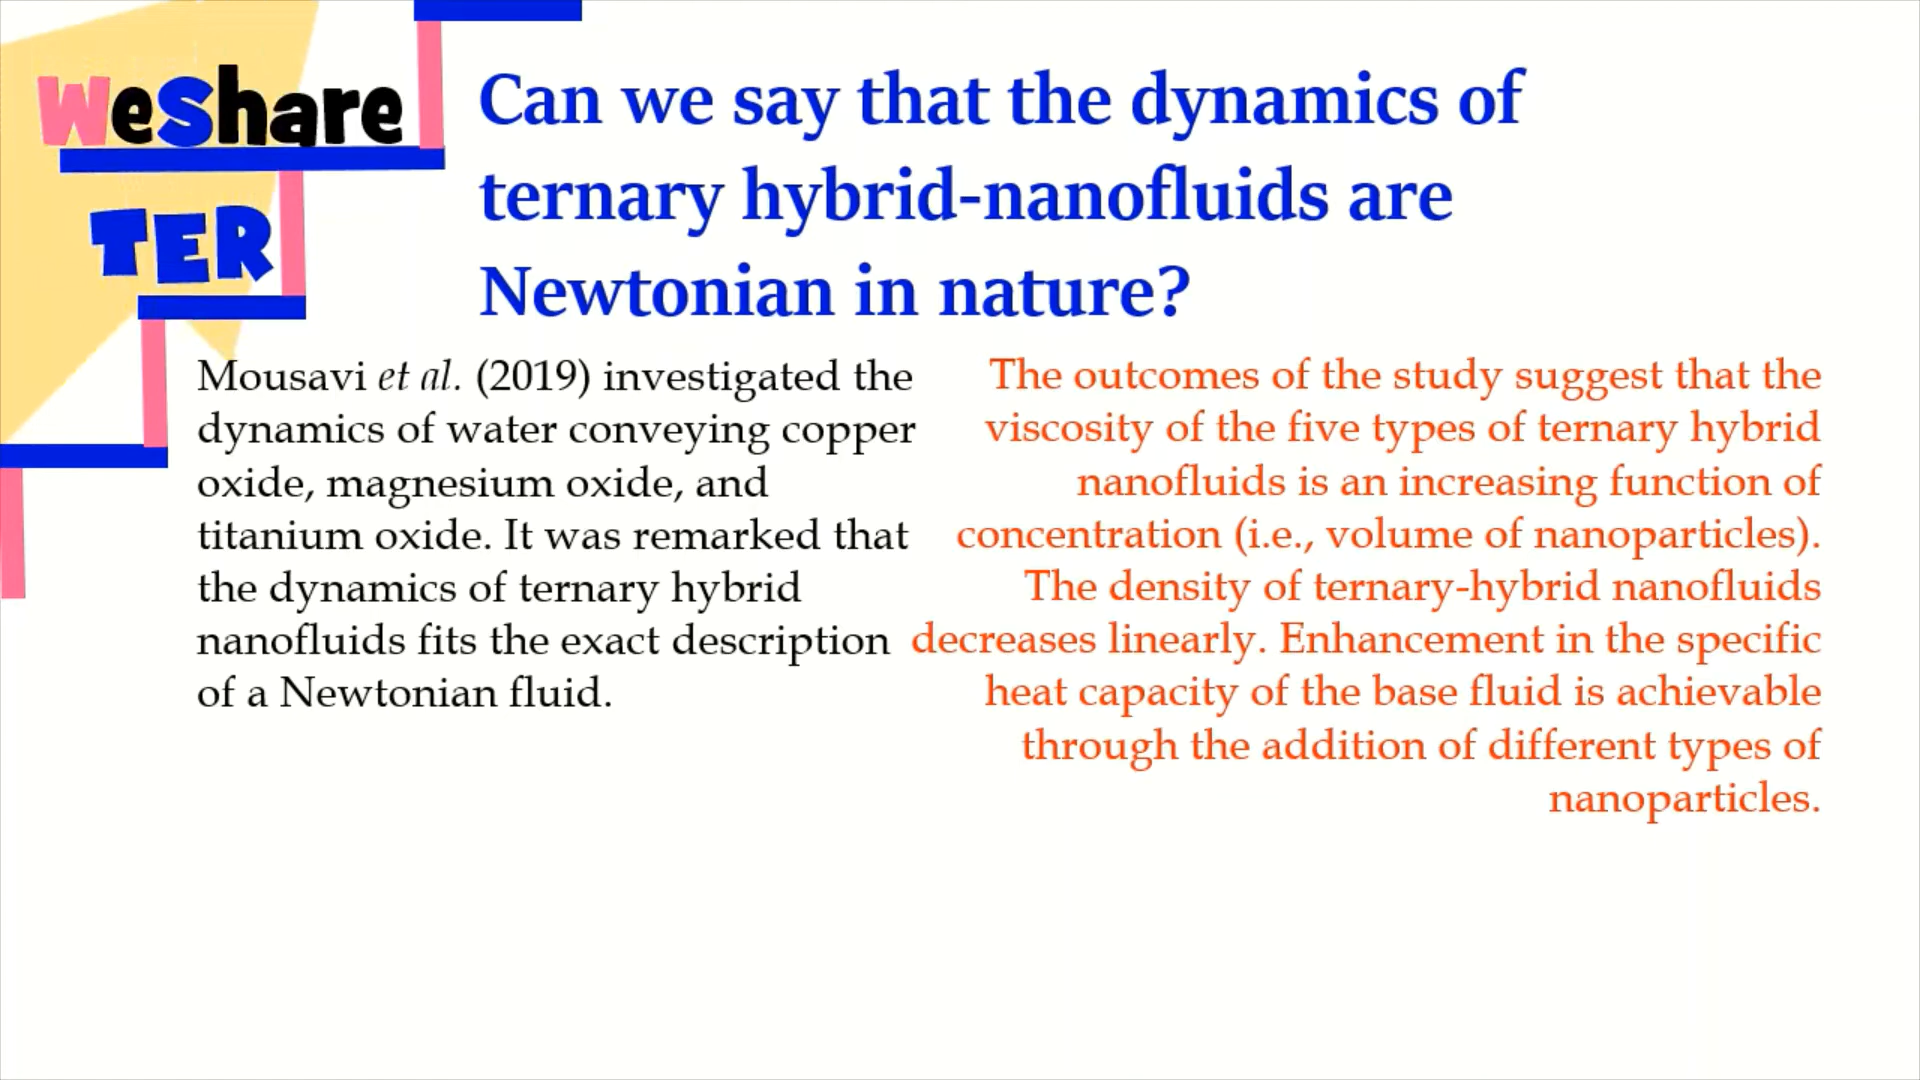 WeShare
TER
Can we say that the dynamics of
ternary hybrid-nanofluids are
Newtonian in nature?
Mousavi et al. (2019) investigated the
dynamics of water conveying copper
oxide, magnesium oxide, and
titanium oxide. It was remarked that
the dynamics of ternary hybrid
nanofluids fits the exact description
of a Newtonian fluid.
The outcomes of the study suggest that the
viscosity of the five types of ternary hybrid
nanofluids is an increasing function of
concentration (i.e., volume of nanoparticles).
The density of ternary-hybrid nanofluids
decreases linearly. Enhancement in the specific
heat capacity of the base fluid is achievable
through the addition of different types of
nanoparticles.